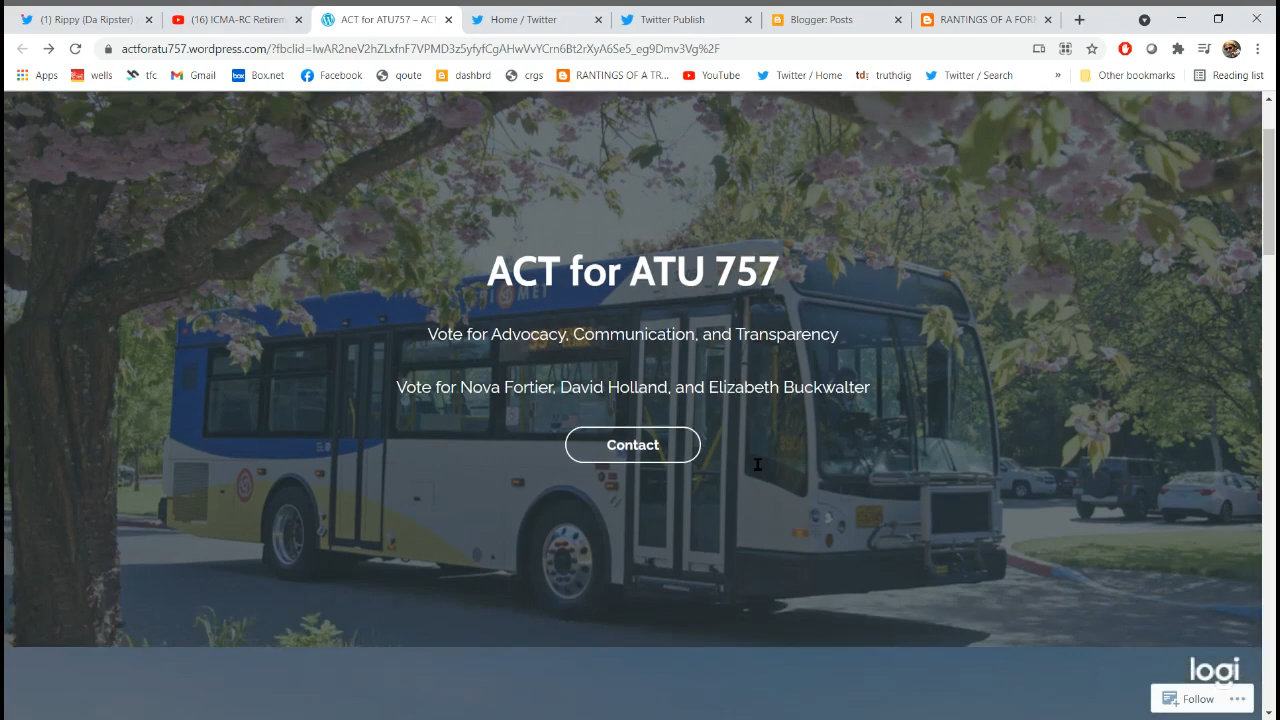 (1) Rippy (Da Ripster)
(16) ICMA-RC Retirem
ACT for ATU757 – ACT
Home / Twitter
Twitter Publish
Blogger: Posts
RANTINGS OF A FOR
actforatu757.wordpress.com/?fbclid=IwAR2neV2hZLxfnF7VPMD3z5yfyfCgAHwVvYCrn6Bt2rXyA6Se5_eg9Dmv3Vg%2F
Apps
wells
tfc
Gmail
box
Box.net
Facebook
qoute
dashbrd
crgs
RANTINGS OF A TR...
YouTube
Twitter / Home
td:
truthdig
Twitter / Search
»
Other bookmarks
Reading list
ACT for ATU 757
Vote for Advocacy, Communication, and Transparency
Vote for Nova Fortier, David Holland, and Elizabeth Buckwalter
Contact
logi
Follow